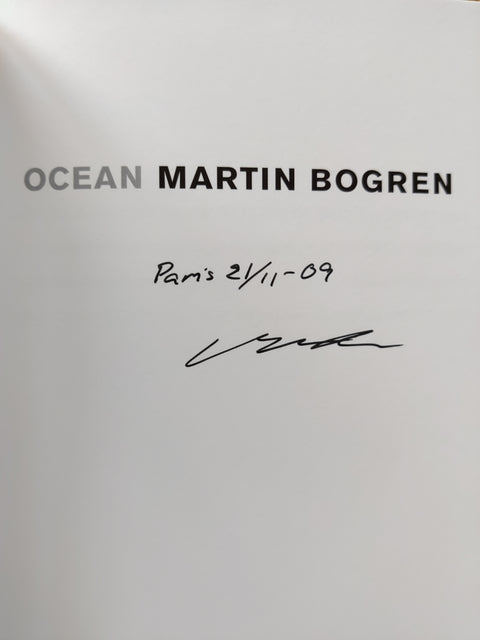 OCEAN MARTIN BOGREN
Paris 21/11-09